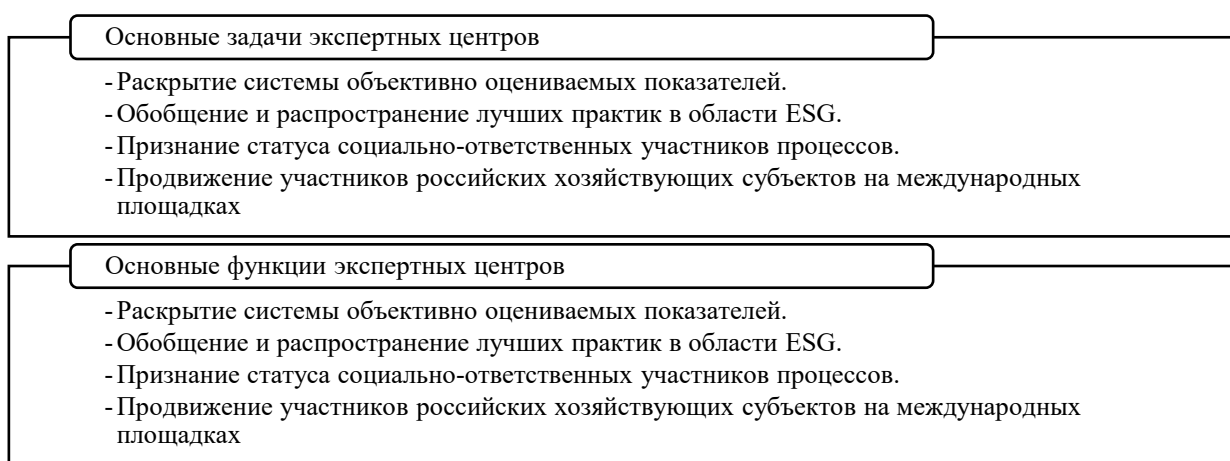 Основные задачи экспертных центров
- Раскрытие системы объективно оцениваемых показателей.
- Обобщение и распространение лучших практик в области ESG.
- Признание статуса социально-ответственных участников процессов.
- Продвижение участников российских хозяйствующих субъектов на международных
площадках
Основные функции экспертных центров
- Раскрытие системы объективно оцениваемых показателей.
- Обобщение и распространение лучших практик в области ESG.
- Признание статуса социально-ответственных участников процессов.
- Продвижение участников российских хозяйствующих субъектов на международных
площадках